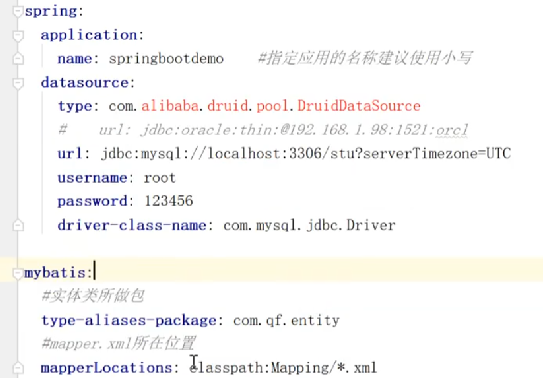 spring:
application:
name: springbootdemo #指定应用的名称建议使用小写
datasource:
type: com.alibaba.druid.pool.DruidDataSource
# url: jdbc:oracle:thin:@192.168.1.98:1521:orcl
url: jdbc:mysql://localhost:3306/stu?serverTimezone=UTC
username: root
password: 123456
driver-class-name: com.mysql.jdbc.Driver
mybatis:
#实体类所做包
type-aliases-package: com.qf.entity
#mapper.xml所在位置
mapperLocations: classpath:Mapping/*.xml